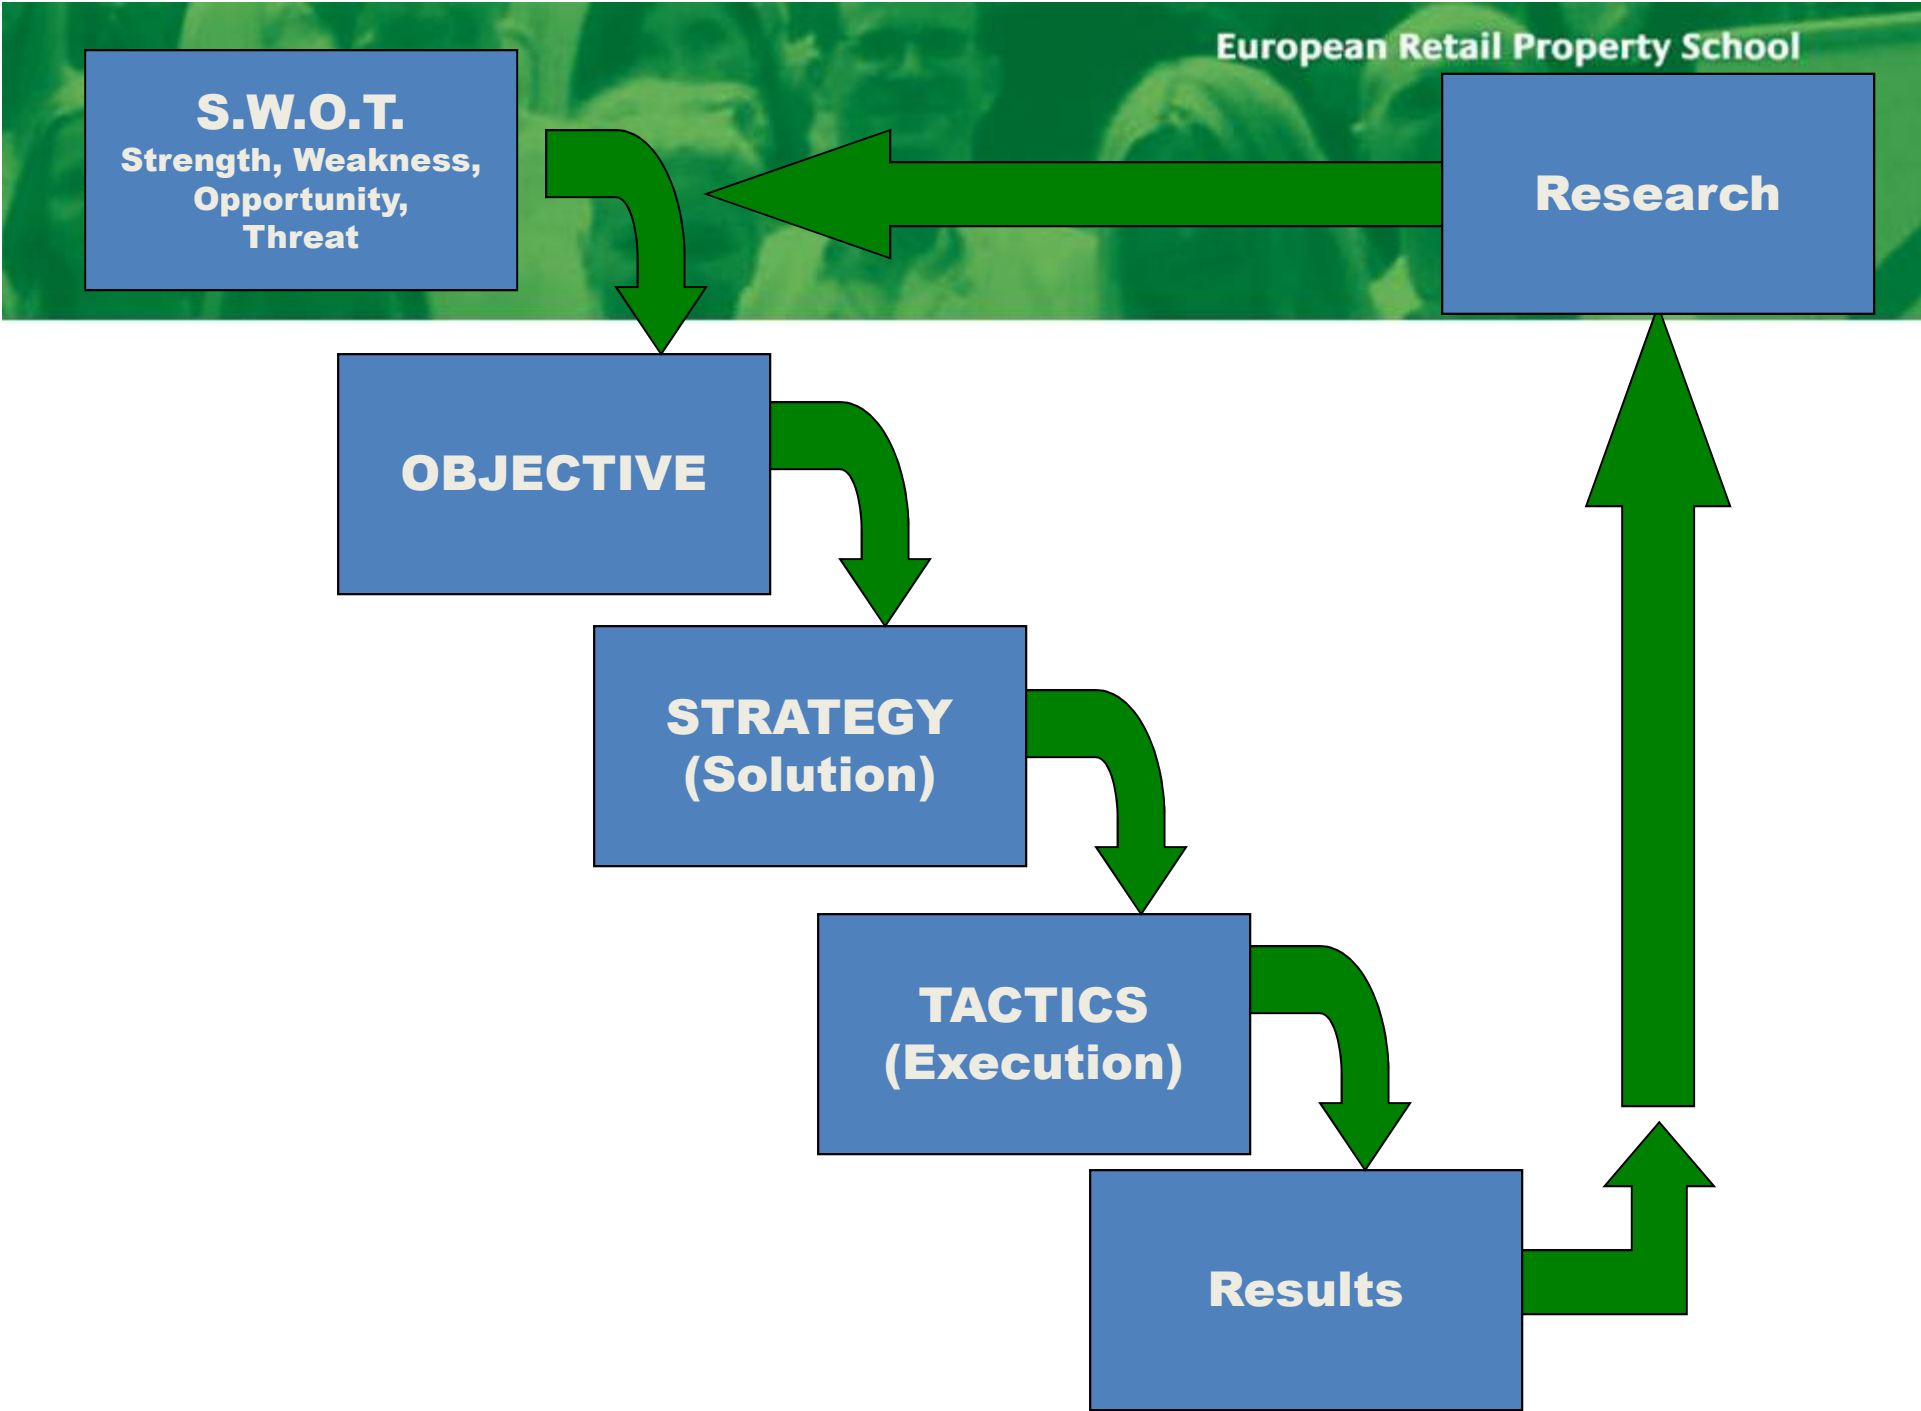 European Retail Property School
S.W.O.T.
Strength, Weakness,
Opportunity,
Threat
Research
OBJECTIVE
STRATEGY
(Solution)
TACTICS
(Execution)
Results